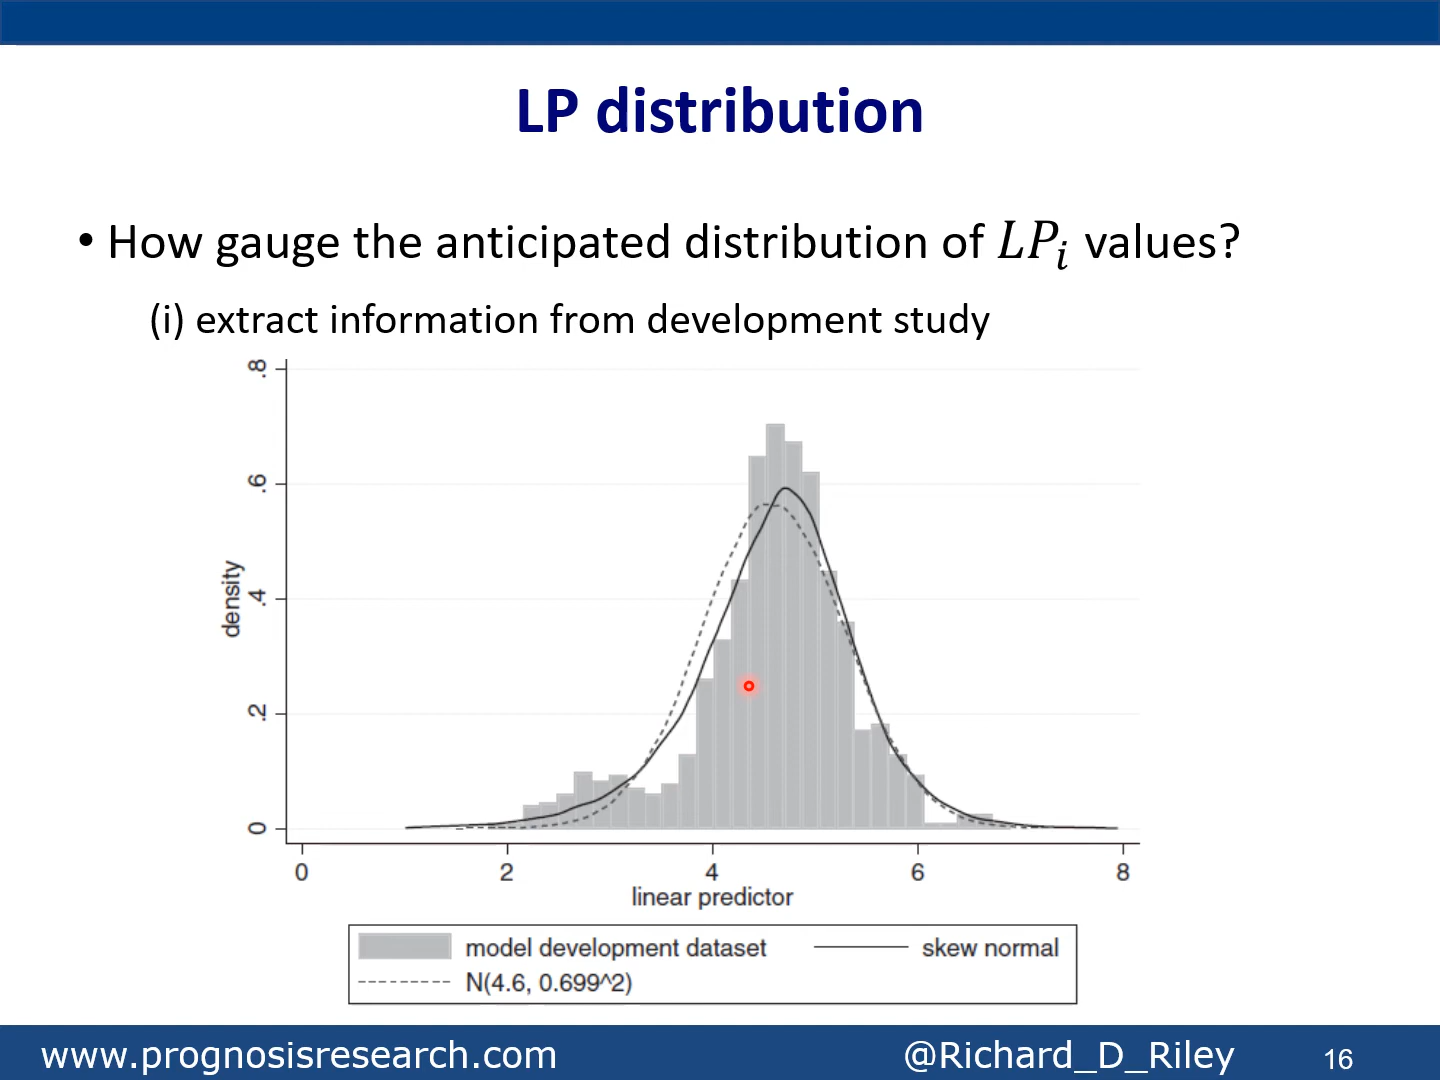 LP distribution
• How gauge the anticipated distribution of LPi values?
(i) extract information from development study
.8
.6
.4
.2
0
density
0 2 4 6 8
linear predictor
model development dataset skew normal
N(4.6, 0.699^2)
www.prognosisresearch.com @Richard_D_Riley 16